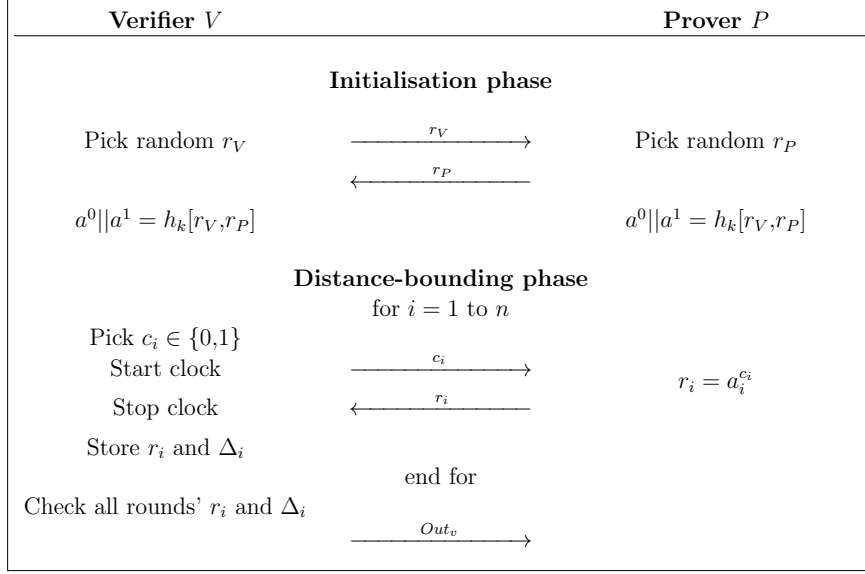 Verifier V Prover P
Initialisation phase
Pick random r_V r_V Pick random r_P
r_P
a^0||a^1 = h_k[r_V,r_P] a^0||a^1 = h_k[r_V,r_P]
Distance-bounding phase
for i = 1 to n
Pick c_i ∈ {0,1}
Start clock c_i
r_i = a_i^{c_i}
Stop clock r_i
Store r_i and Δ_i
end for
Check all rounds’ r_i and Δ_i
Out_v